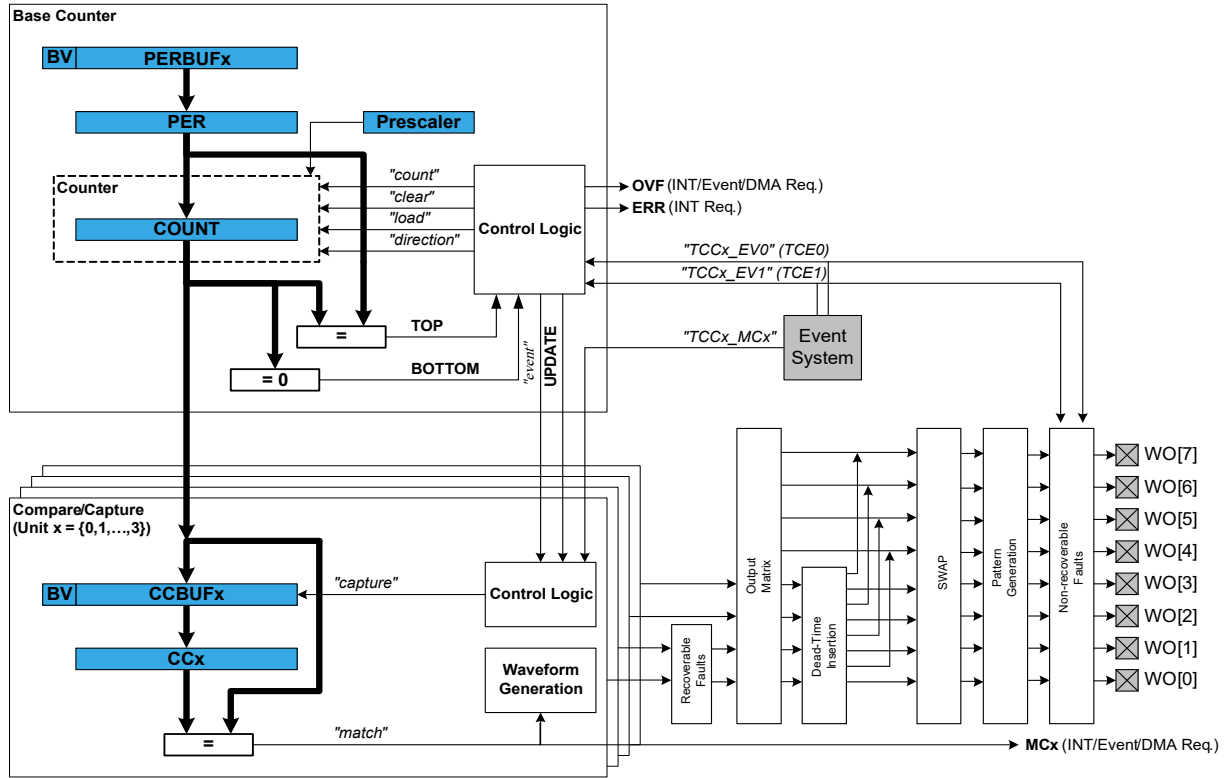 Base Counter
BV PERBUFx
PER Prescaler
Counter
COUNT
"count"
"clear"
"load"
"direction"
Control Logic
OVF (INT/Event/DMA Req.)
ERR (INT Req.)
"TCCx_EV0" (TCE0)
"TCCx_EV1" (TCE1)
"TCCx_MCx"
Event
System
=
TOP
= 0
BOTTOM
"event"
UPDATE
Compare/Capture
(Unit x = {0,1,…,3})
BV CCBUFx
"capture"
Control Logic
CCx
Waveform
Generation
=
"match"
Recoverable
Faults
Output
Matrix
Dead-Time
Insertion
SWAP
Pattern
Generation
Non-recoverable
Faults
WO[7]
WO[6]
WO[5]
WO[4]
WO[3]
WO[2]
WO[1]
WO[0]
MCx (INT/Event/DMA Req.)